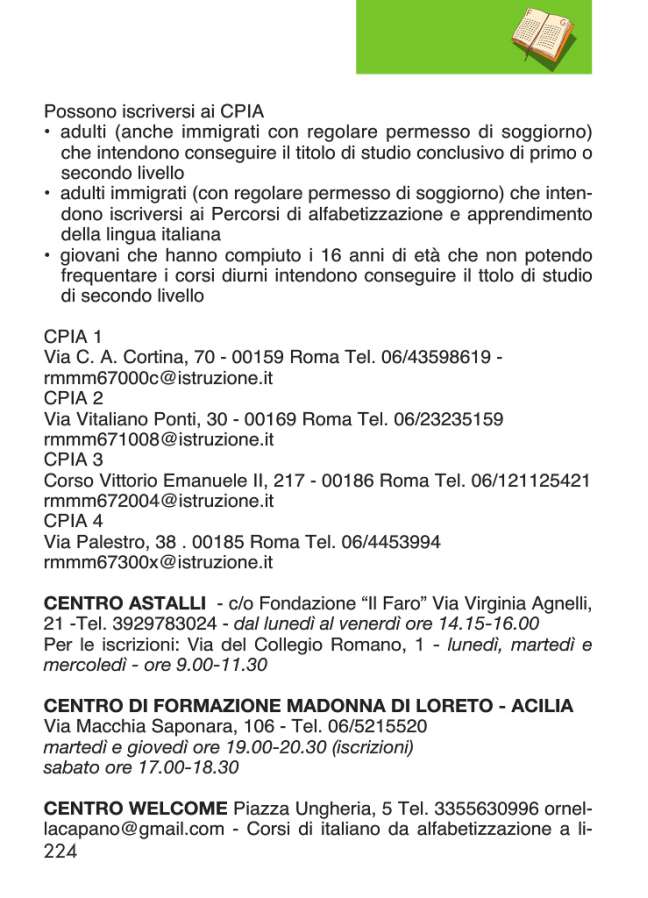 Possono iscriversi ai CPIA
• adulti (anche immigrati con regolare permesso di soggiorno)
che intendono conseguire il titolo di studio conclusivo di primo o
secondo livello
• adulti immigrati (con regolare permesso di soggiorno) che inten-
dono iscriversi ai Percorsi di alfabetizzazione e apprendimento
della lingua italiana
• giovani che hanno compiuto i 16 anni di età che non potendo
frequentare i corsi diurni intendono conseguire il ttolo di studio
di secondo livello
CPIA 1
Via C. A. Cortina, 70 - 00159 Roma Tel. 06/43598619 -
rmmm67000c@istruzione.it
CPIA 2
Via Vitaliano Ponti, 30 - 00169 Roma Tel. 06/23235159
rmmm671008@istruzione.it
CPIA 3
Corso Vittorio Emanuele II, 217 - 00186 Roma Tel. 06/121125421
rmmm672004@istruzione.it
CPIA 4
Via Palestro, 38 . 00185 Roma Tel. 06/4453994
rmmm67300x@istruzione.it
CENTRO ASTALLI - c/o Fondazione “Il Faro” Via Virginia Agnelli,
21 -Tel. 3929783024 - dal lunedì al venerdì ore 14.15-16.00
Per le iscrizioni: Via del Collegio Romano, 1 - lunedì, martedì e
mercoledì - ore 9.00-11.30
CENTRO DI FORMAZIONE MADONNA DI LORETO - ACILIA
Via Macchia Saponara, 106 - Tel. 06/5215520
martedì e giovedì ore 19.00-20.30 (iscrizioni)
sabato ore 17.00-18.30
CENTRO WELCOME Piazza Ungheria, 5 Tel. 3355630996 ornel-
lacapano@gmail.com - Corsi di italiano da alfabetizzazione a li-
224